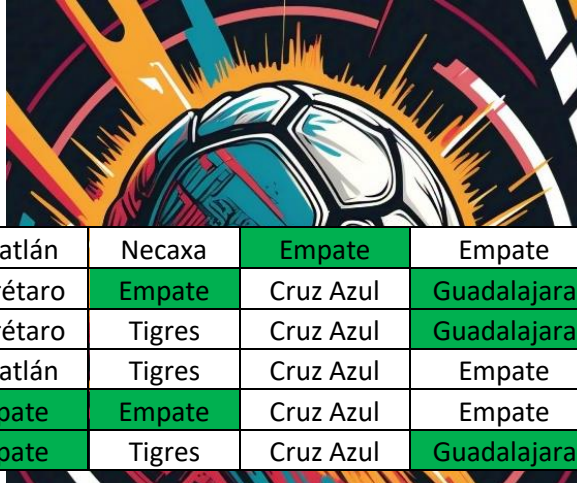 atlán Necaxa Empate Empate
étaro Empate Cruz Azul Guadalajara
étaro Tigres Cruz Azul Guadalajara
atlán Tigres Cruz Azul Empate
pate Empate Cruz Azul Empate
pate Tigres Cruz Azul Guadalajara